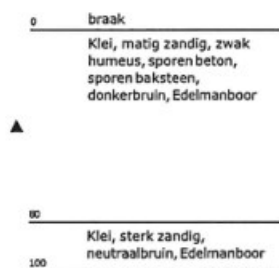 0 braak
Klei, matig zandig, zwak
humeus, sporen beton,
sporen baksteen,
donkerbruin, Edelmanboor
80
Klei, sterk zandig,
neutraalbruin, Edelmanboor
100